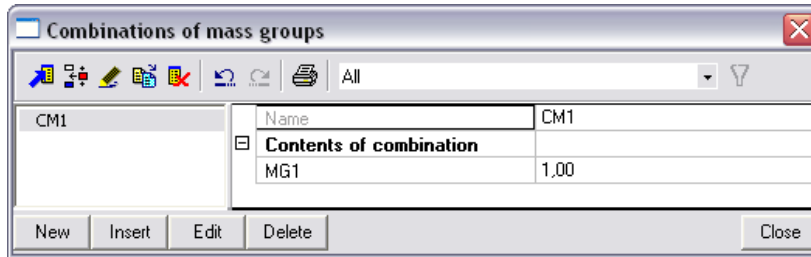 Combinations of mass groups
All
CM1
Name CM1
Contents of combination
MG1 1,00
New Insert Edit Delete Close